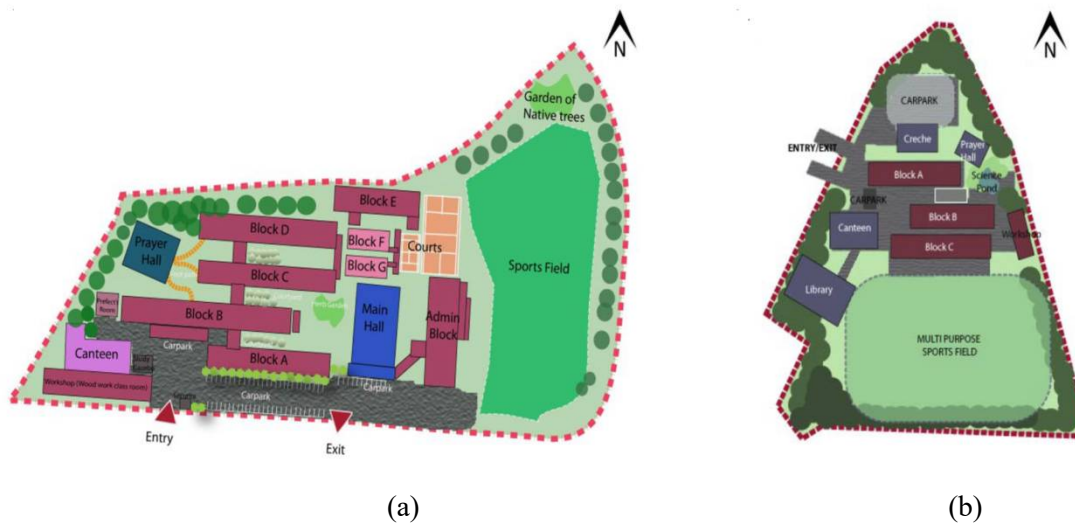 N
Garden of
Native trees
Block E
Block D
Block F
Courts
Prayer
Hall
Block C
Block G
Sports Field
Prefect's
Room
Block B
Main
Hall
Admin
Block
Carpark
Canteen
Block A
Workshop (Wood work class room)
Carpark
Carpark
Carpark
Entry
Exit
(a)
N
CARPARK
Creche
ENTRY/EXIT
Prayer
Hall
Block A
Science
Pond
CARPARK
Block B
Canteen
Workshop
Block C
Library
MULTI PURPOSE
SPORTS FIELD
(b)